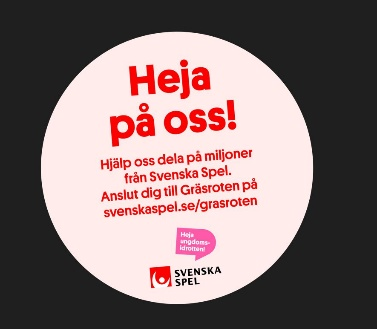 Heja
på oss!
Hjälp oss dela på miljoner
från Svenska Spel.
Anslut dig till Gräsroten på
svenskaspel.se/grasroten
Heja
ungdoms-
idrotten!
SVENSKA
SPEL